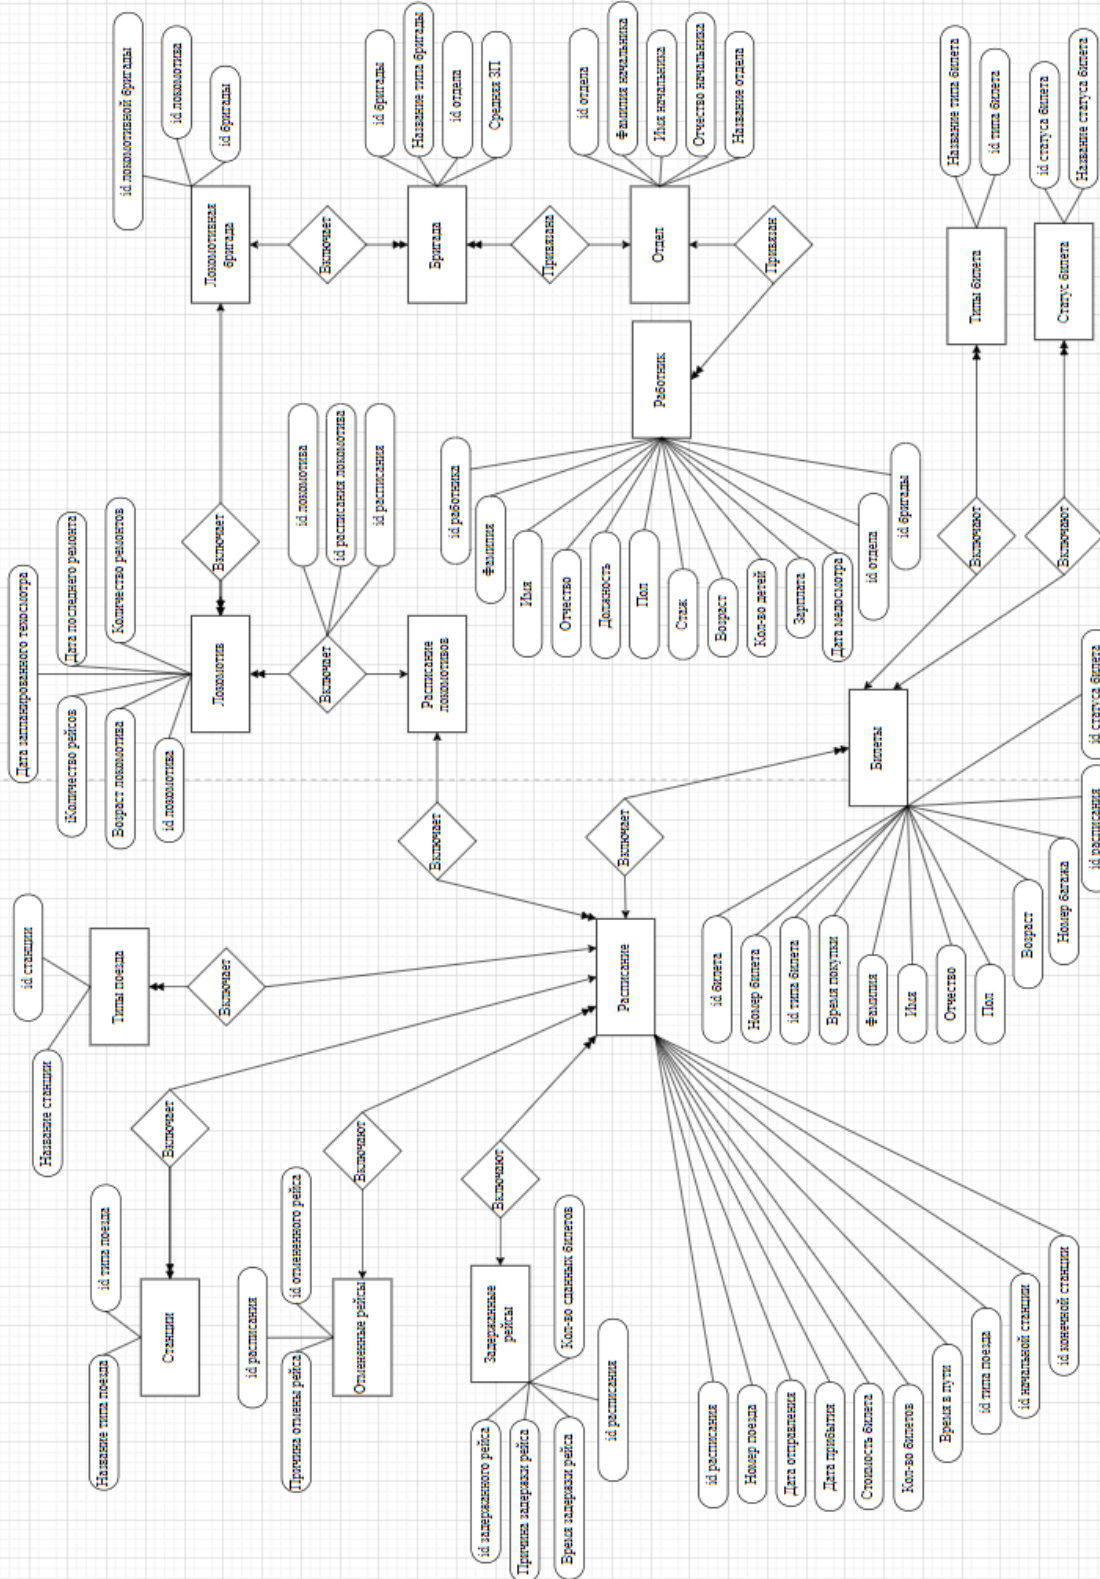 Название станции
id станции
Типы поезда
Включает
Название типа поезда
id типа поезда
Станции
Включает
id расписания
Причина отмены рейса
id отмененного рейса
Отмененные рейсы
Включают
id задержанного рейса
Причина задержки рейса
Время задержки рейса
Кол-во сданных билетов
id расписания
Задержанные
рейсы
Включают
Расписание
id расписания
Номер поезда
Дата отправления
Дата прибытия
Стоимость билета
Кол-во билетов
Время в пути
id типа поезда
id начальной станции
id конечной станции
Дата запланированного техосмотра
Дата последнего ремонта
Количество ремонтов
iКоличество рейсов
Возраст локомотива
id локомотива
Локомотив
Включает
id локомотива
id расписания локомотива
id расписания
Включает
Расписание
локомотивов
Включает
Включает
id локомотивной бригады
id локомотива
id бригады
Локомотивная
бригада
Включает
id бригады
Название типа бригады
id отдела
Средняя ЗП
Бригада
Привязана
id отдела
Фамилия начальника
Имя начальника
Отчество начальника
Название отдела
Отдел
Привязан
Работник
id работника
Фамилия
Имя
Отчество
Должность
Пол
Стаж
Возраст
Кол-во детей
Зарплата
Дата медосмотра
id отдела
id бригады
Билеты
id билета
Номер билета
id типа билета
Время покупки
Фамилия
Имя
Отчество
Пол
Возраст
Номер багажа
id расписания
id статуса билета
Включают
Включают
Типы билета
Название типа билета
id типа билета
Статус билета
id статуса билета
Название статуса билета